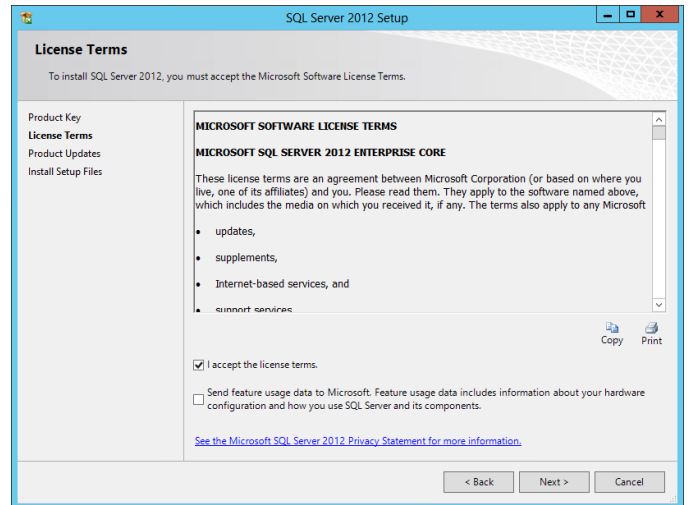 SQL Server 2012 Setup
License Terms
To install SQL Server 2012, you must accept the Microsoft Software License Terms.
Product Key
License Terms
Product Updates
Install Setup Files
MICROSOFT SOFTWARE LICENSE TERMS
MICROSOFT SQL SERVER 2012 ENTERPRISE CORE
These license terms are an agreement between Microsoft Corporation (or based on where you
live, one of its affiliates) and you. Please read them. They apply to the software named above,
which includes the media on which you received it, if any. The terms also apply to any Microsoft
• updates,
• supplements,
• Internet-based services, and
• support services
Copy Print
I accept the license terms.
Send feature usage data to Microsoft. Feature usage data includes information about your hardware
configuration and how you use SQL Server and its components.
See the Microsoft SQL Server 2012 Privacy Statement for more information.
< Back Next > Cancel